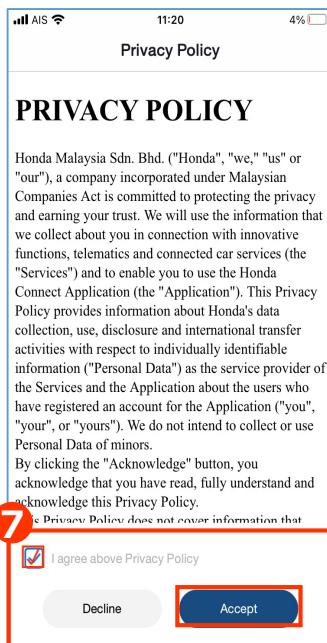 AIS 11:20 4%
Privacy Policy
PRIVACY POLICY
Honda Malaysia Sdn. Bhd. ("Honda", "we," "us" or
"our"), a company incorporated under Malaysian
Companies Act is committed to protecting the privacy
and earning your trust. We will use the information that
we collect about you in connection with innovative
functions, telematics and connected car services (the
"Services") and to enable you to use the Honda
Connect Application (the "Application"). This Privacy
Policy provides information about Honda's data
collection, use, disclosure and international transfer
activities with respect to individually identifiable
information ("Personal Data") as the service provider of
the Services and the Application about the users who
have registered an account for the Application ("you",
"your", or "yours"). We do not intend to collect or use
Personal Data of minors.
By clicking the "Acknowledge" button, you
acknowledge that you have read, fully understand and
acknowledge this Privacy Policy.
Privacy Policy does not cover information that
7
I agree above Privacy Policy
Decline Accept